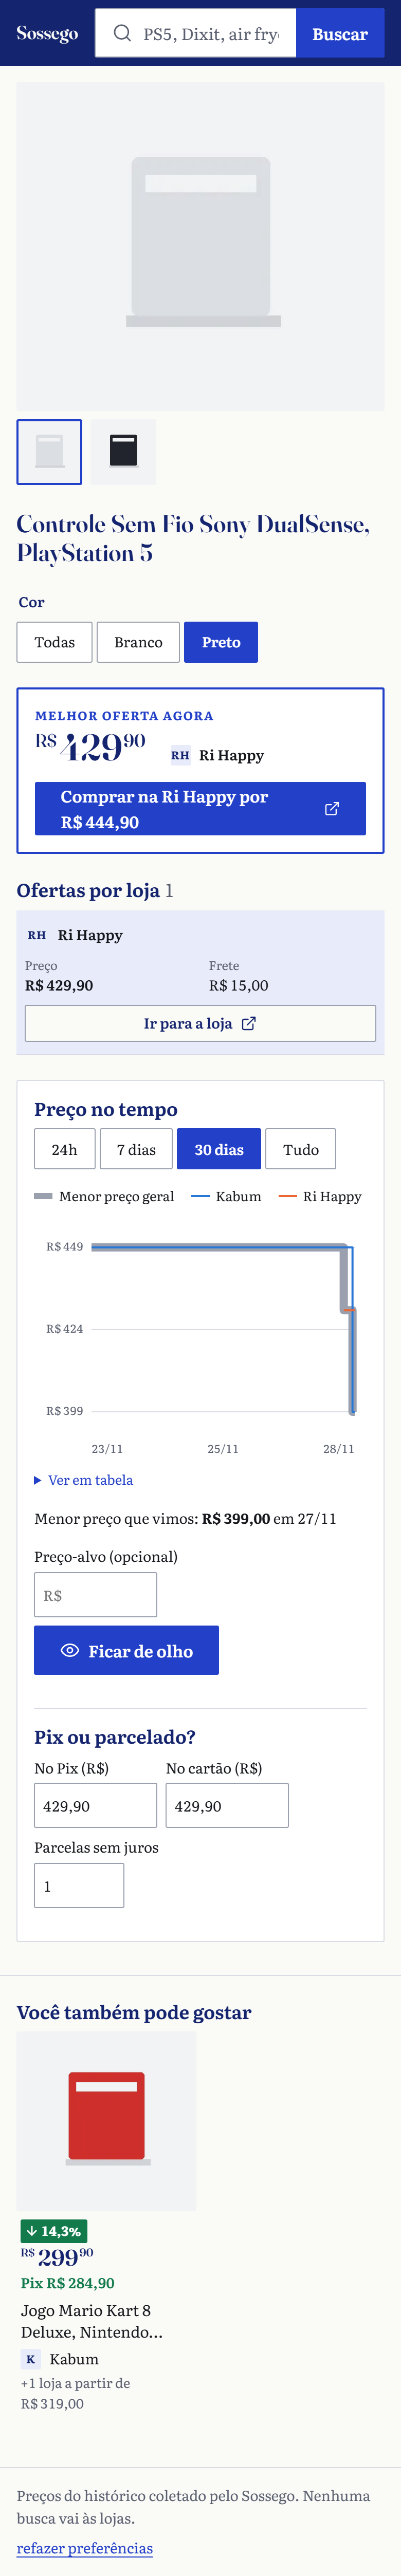 Sossego
PS5, Dixit, air fry
Buscar
Controle Sem Fio Sony DualSense,
PlayStation 5
Cor
Todas
Branco
Preto
MELHOR OFERTA AGORA
R$ 429 90
RH Ri Happy
Comprar na Ri Happy por
R$ 444,90
Ofertas por loja 1
RH Ri Happy
Preço
Frete
R$ 429,90
R$ 15,00
Ir para a loja
Preço no tempo
24h
7 dias
30 dias
Tudo
Menor preço geral
Kabum
Ri Happy
R$ 449
R$ 424
R$ 399
23/11
25/11
28/11
Ver em tabela
Menor preço que vimos: R$ 399,00 em 27/11
Preço-alvo (opcional)
R$
Ficar de olho
Pix ou parcelado?
No Pix (R$)
No cartão (R$)
429,90
429,90
Parcelas sem juros
1
Você também pode gostar
14,3%
R$ 299 90
Pix R$ 284,90
Jogo Mario Kart 8
Deluxe, Nintendo…
K Kabum
+1 loja a partir de
R$ 319,00
Preços do histórico coletado pelo Sossego. Nenhuma
busca vai às lojas.
refazer preferências